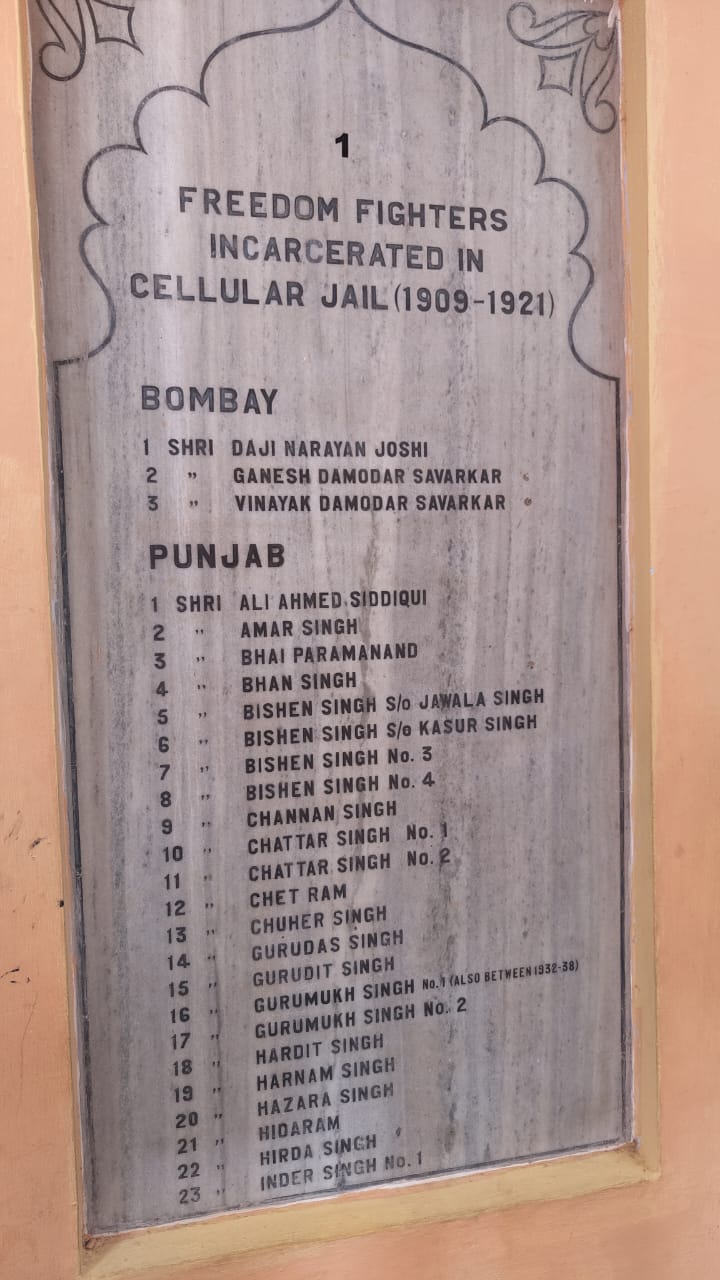 1
FREEDOM FIGHTERS
INCARCERATED IN
CELLULAR JAIL (1909-1921)
BOMBAY
1 SHRI DAJI NARAYAN JOSHI
2 " GANESH DAMODAR SAVARKAR
3 " VINAYAK DAMODAR SAVARKAR
PUNJAB
1 SHRI ALI AHMED SIDDIQUI
2 " AMAR SINGH
3 " BHAI PARAMANAND
4 " BHAN SINGH
5 " BISHEN SINGH S/o JAWALA SINGH
6 " BISHEN SINGH S/o KASUR SINGH
7 " BISHEN SINGH No. 3
8 " BISHEN SINGH No. 4
9 " CHANNAN SINGH
10 " CHATTAR SINGH No. 1
11 " CHATTAR SINGH No. 2
12 " CHET RAM
13 " CHUHER SINGH
14 " GURUDAS SINGH
15 " GURUDIT SINGH
16 " GURUMUKH SINGH No. 1 (ALSO BETWEEN 1932-38)
17 " GURUMUKH SINGH No. 2
18 " HARDIT SINGH
19 " HARNAM SINGH
20 " HAZARA SINGH
21 " HIDARAM
22 " HIRDA SINGH
23 " INDER SINGH No. 1